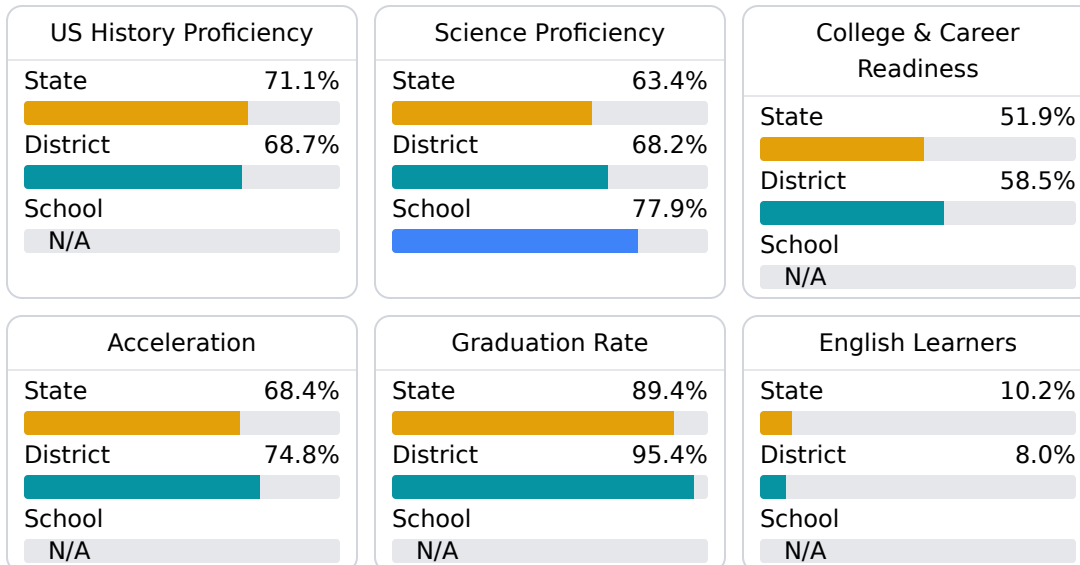 US History Proficiency
State 71.1%
District 68.7%
School
N/A
Science Proficiency
State 63.4%
District 68.2%
School 77.9%
College & Career
Readiness
State 51.9%
District 58.5%
School
N/A
Acceleration
State 68.4%
District 74.8%
School
N/A
Graduation Rate
State 89.4%
District 95.4%
School
N/A
English Learners
State 10.2%
District 8.0%
School
N/A